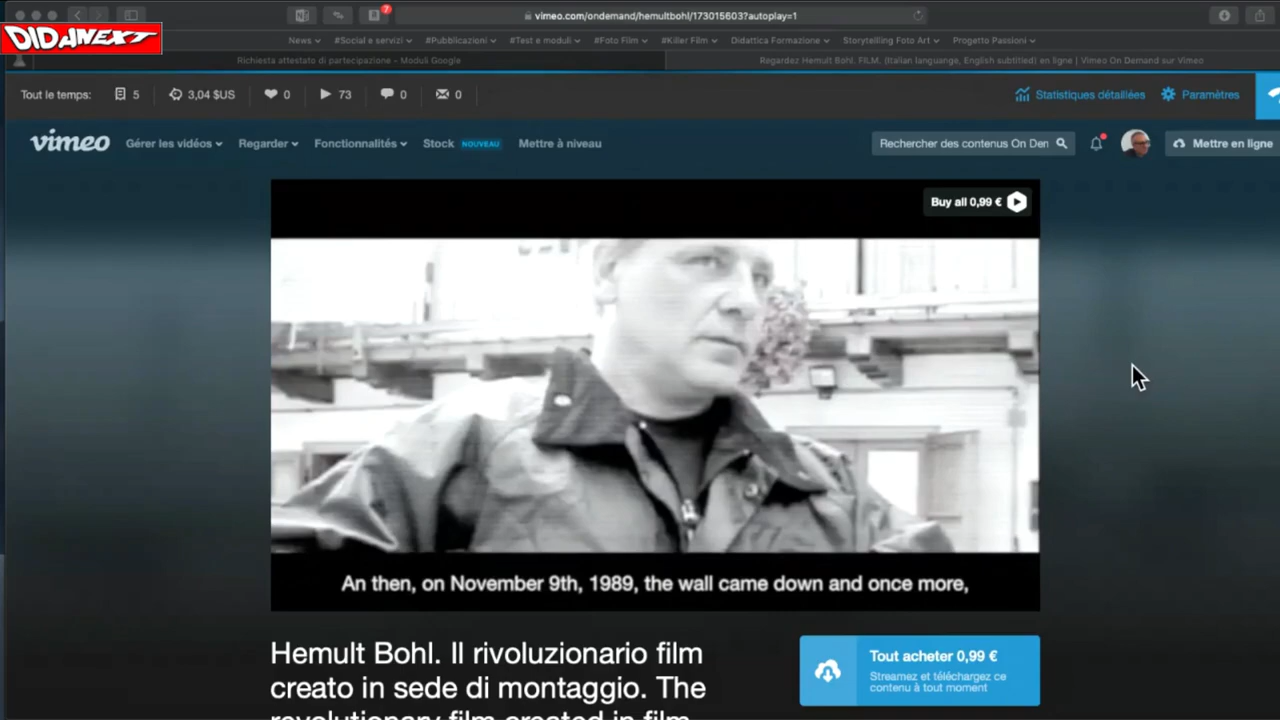 DIDANEXT
7
vimeo.com/ondemand/hemultbohl/173015603?autoplay=1
News #Social e servizi #Pubblicazioni #Test e moduli #Foto Film #Killer Film Didattica Formazione Storytelling Foto Art Progetto Passioni
Richiesta attestato di partecipazione - Moduli Google
Regardez Hemult Bohl. FILM. (Italian languange, English subtitled) en ligne | Vimeo On Demand sur Vimeo
Tout le temps: 5 3,04 $US 0 73 0 0 Statistiques détaillées Paramètres
vimeo Gérer les vidéos Regarder Fonctionnalités Stock NOUVEAU Mettre à niveau Rechercher des contenus On Den Mettre en ligne
Buy all 0,99 €
An then, on November 9th, 1989, the wall came down and once more,
Hemult Bohl. Il rivoluzionario film
creato in sede di montaggio. The
revolutionary film created in film
Tout acheter 0,99 €
Streamez et téléchargez ce
contenu à tout moment